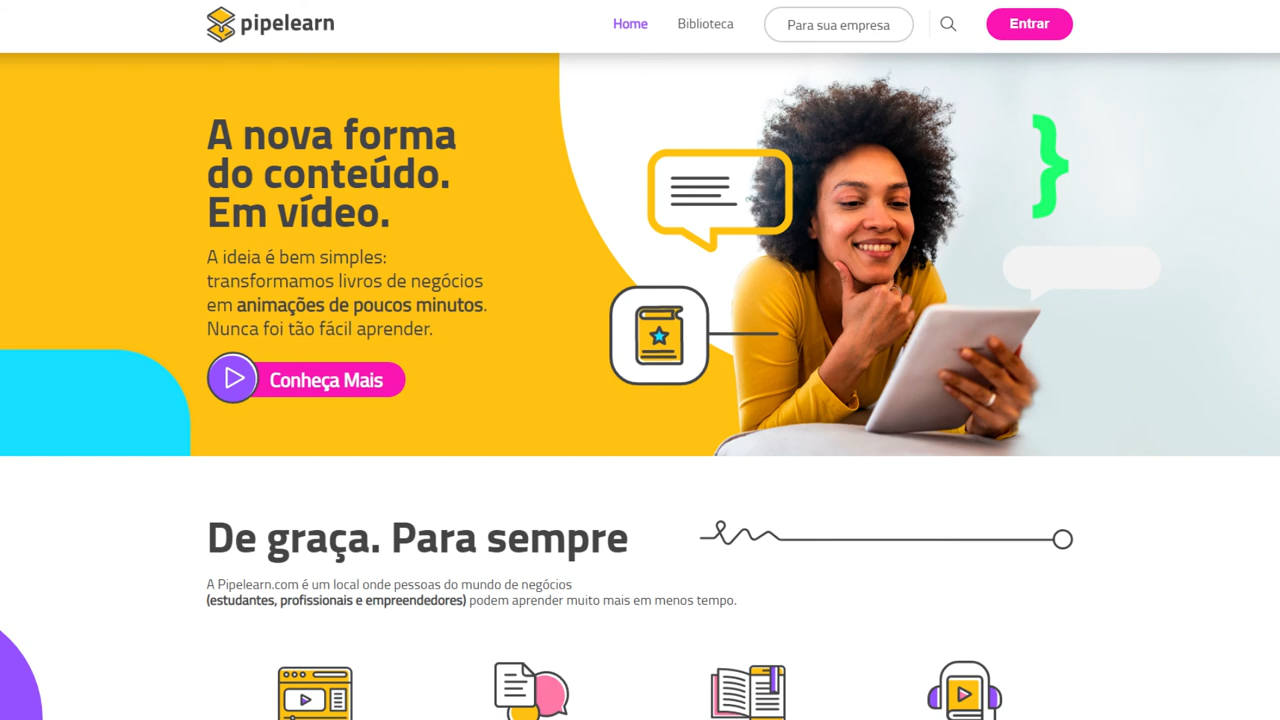 pipelearn
Home
Biblioteca
Para sua empresa
Entrar
A nova forma
do conteúdo.
Em vídeo.
A ideia é bem simples:
transformamos livros de negócios
em animações de poucos minutos.
Nunca foi tão fácil aprender.
Conheça Mais
De graça. Para sempre
A Pipelearn.com é um local onde pessoas do mundo de negócios
(estudantes, profissionais e empreendedores) podem aprender muito mais em menos tempo.